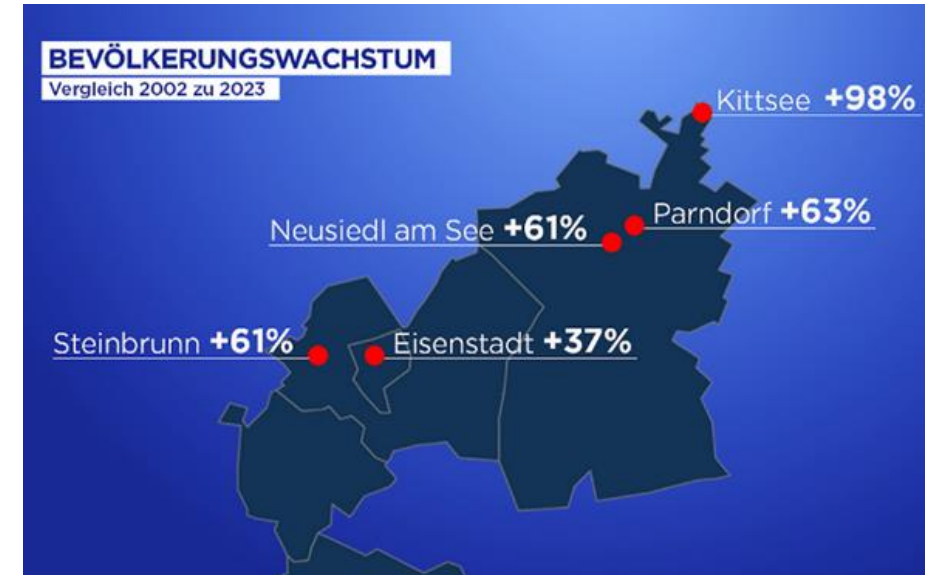 BEVÖLKERUNGSWACHSTUM
Vergleich 2002 zu 2023
Kittsee +98%
Parndorf +63%
Neusiedl am See +61%
Steinbrunn +61%
Eisenstadt +37%